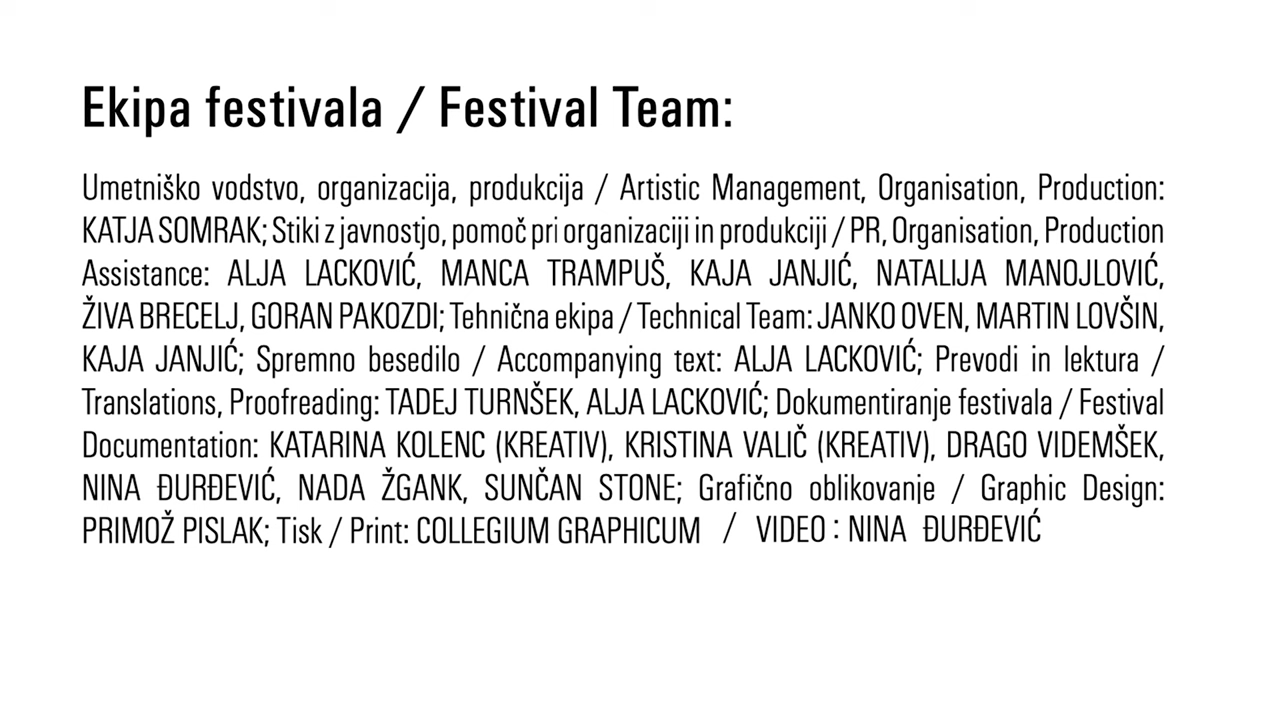 Ekipa festivala / Festival Team:
Umetniško vodstvo, organizacija, produkcija / Artistic Management, Organisation, Production:
KATJA SOMRAK; Stiki z javnostjo, pomoč pri organizaciji in produkciji / PR, Organisation, Production
Assistance: ALJA LACKOVIĆ, MANCA TRAMPUŠ, KAJA JANJIĆ, NATALIJA MANOJLOVIĆ,
ŽIVA BRECELJ, GORAN PAKOZDI; Tehnična ekipa / Technical Team: JANKO OVEN, MARTIN LOVŠIN,
KAJA JANJIĆ; Spremno besedilo / Accompanying text: ALJA LACKOVIĆ; Prevodi in lektura /
Translations, Proofreading: TADEJ TURNŠEK, ALJA LACKOVIĆ; Dokumentiranje festivala / Festival
Documentation: KATARINA KOLENC (KREATIV), KRISTINA VALIČ (KREATIV), DRAGO VIDEMŠEK,
NINA ĐURĐEVIĆ, NADA ŽGANK, SUNČAN STONE; Grafično oblikovanje / Graphic Design:
PRIMOŽ PISLAK; Tisk / Print: COLLEGIUM GRAPHICUM / VIDEO : NINA ĐURĐEVIĆ